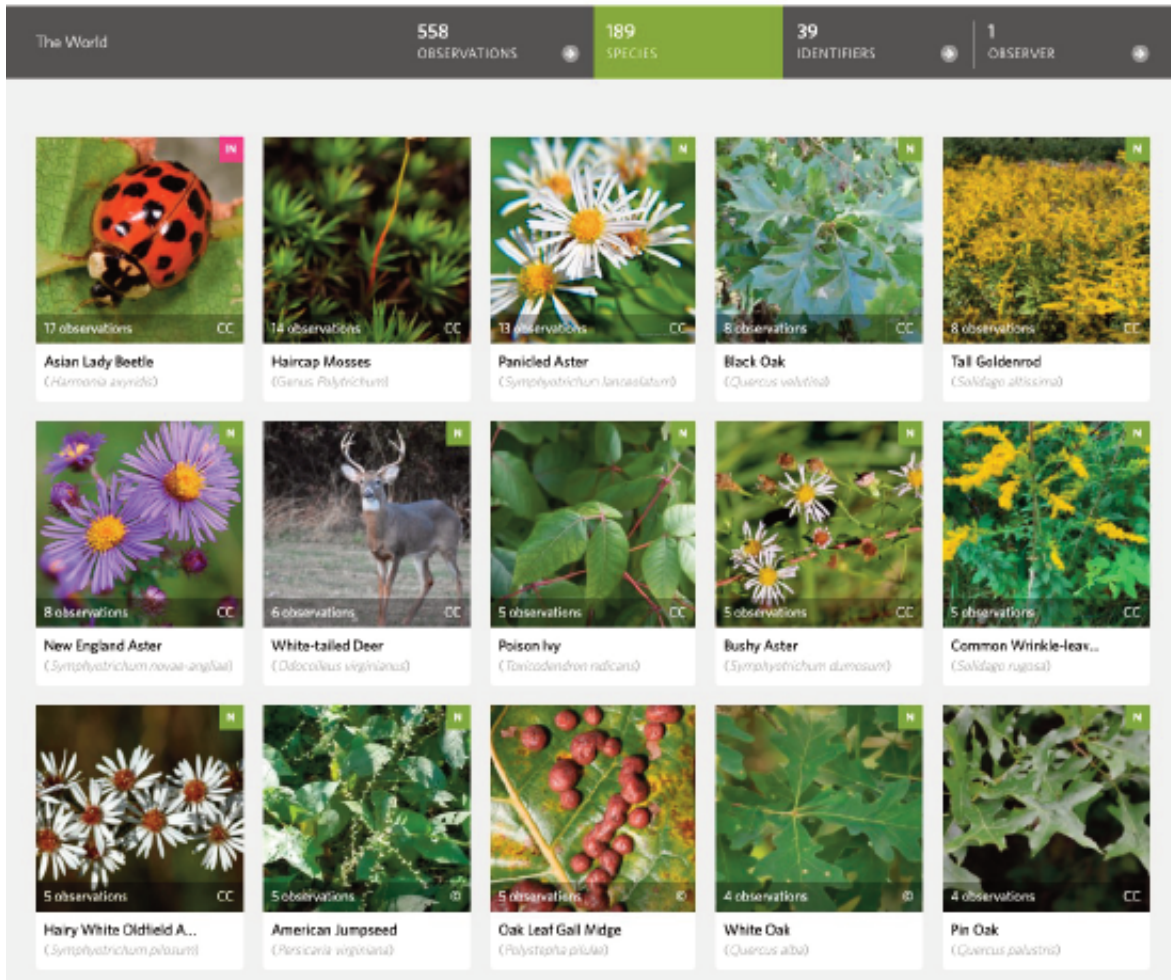 The World
558
OBSERVATIONS
189
SPECIES
39
IDENTIFIERS
1
OBSERVER
IN
17 observations CC
Asian Lady Beetle
(Harmonia axyridis)
14 observations CC
Haircap Mosses
(Genus Polytrichum)
N
13 observations CC
Panicled Aster
(Symphyotrichum lanceolatum)
N
8 observations CC
Black Oak
(Quercus velutina)
N
8 observations CC
Tall Goldenrod
(Solidago altissima)
N
8 observations CC
New England Aster
(Symphyotrichum novae-angliae)
N
6 observations CC
White-tailed Deer
(Odocoileus virginianus)
N
5 observations CC
Poison Ivy
(Toxicodendron radicans)
N
5 observations CC
Bushy Aster
(Symphyotrichum dumosum)
N
5 observations CC
Common Wrinkle-leav...
(Solidago rugosa)
N
5 observations CC
Hairy White Oldfield A...
(Symphyotrichum pilosum)
N
5 observations ©
American Jumpseed
(Persicaria virginiana)
5 observations ©
Oak Leaf Gall Midge
(Polystepha pilulae)
N
4 observations ©
White Oak
(Quercus alba)
N
4 observations CC
Pin Oak
(Quercus palustris)